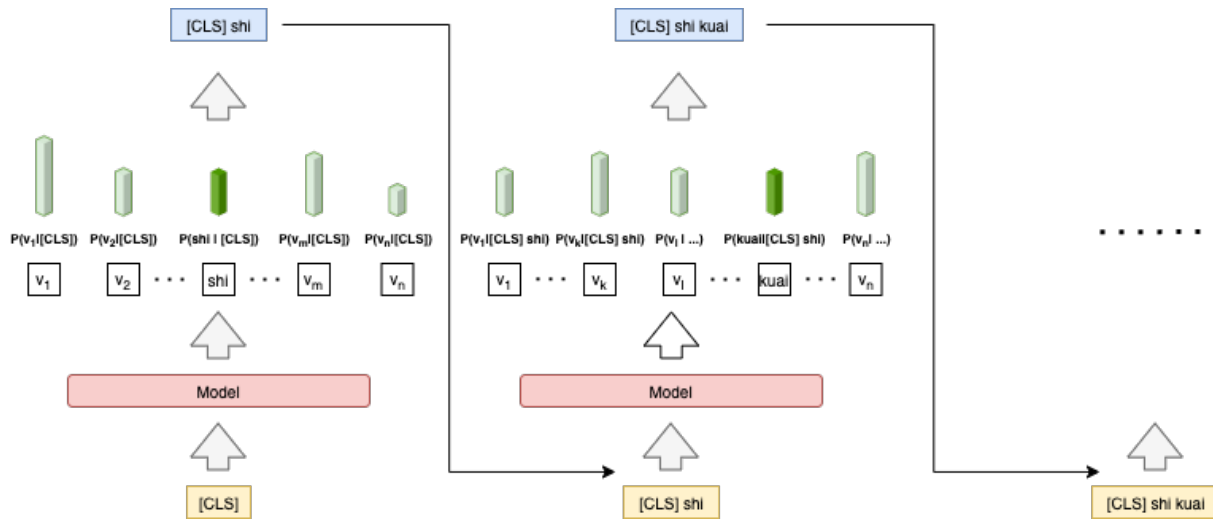 [CLS] shi
[CLS] shi kuai
P(v1|[CLS]) P(v2|[CLS]) P(shi | [CLS]) P(vm|[CLS]) P(vn|[CLS]) P(v1|[CLS] shi) P(vk|[CLS] shi) P(vl | ...) P(kuai|[CLS] shi) P(vn| ...)
v1 v2 ··· shi ··· vm vn v1 ··· vk vl ··· kuai ··· vn
······
Model
Model
[CLS]
[CLS] shi
[CLS] shi kuai